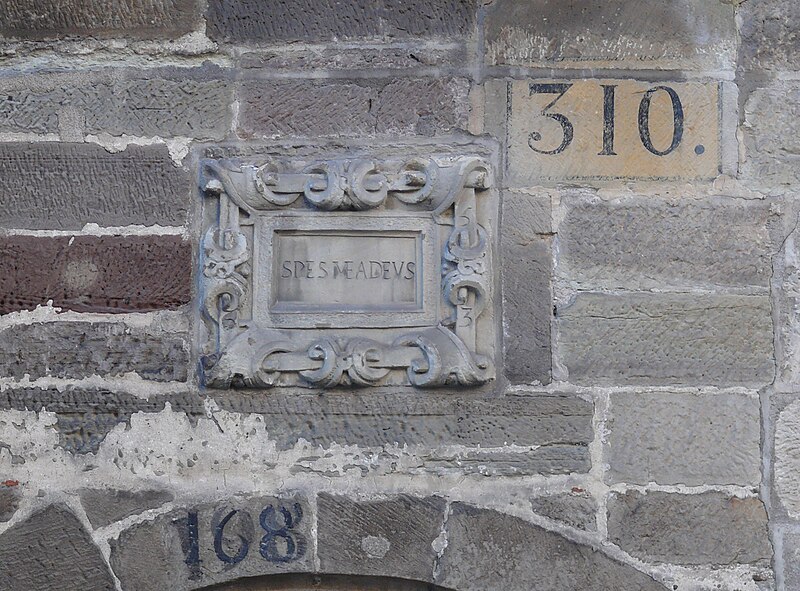 310.
SPES MEA DEVS
168